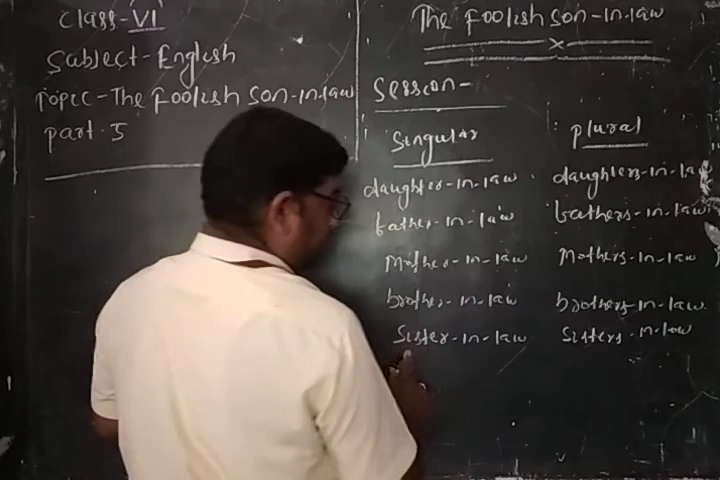 Class-VI
Subject-English
Topic-The Foolish Son-in-law
part-5
The Foolish Son-in-law
Session-
Singular plural
daughter-in-law daughters-in-law
father-in-law fathers-in-law
Mother-in-law Mothers-in-law
brother-in-law brothers-in-law
Sister-in-law Sisters-in-law